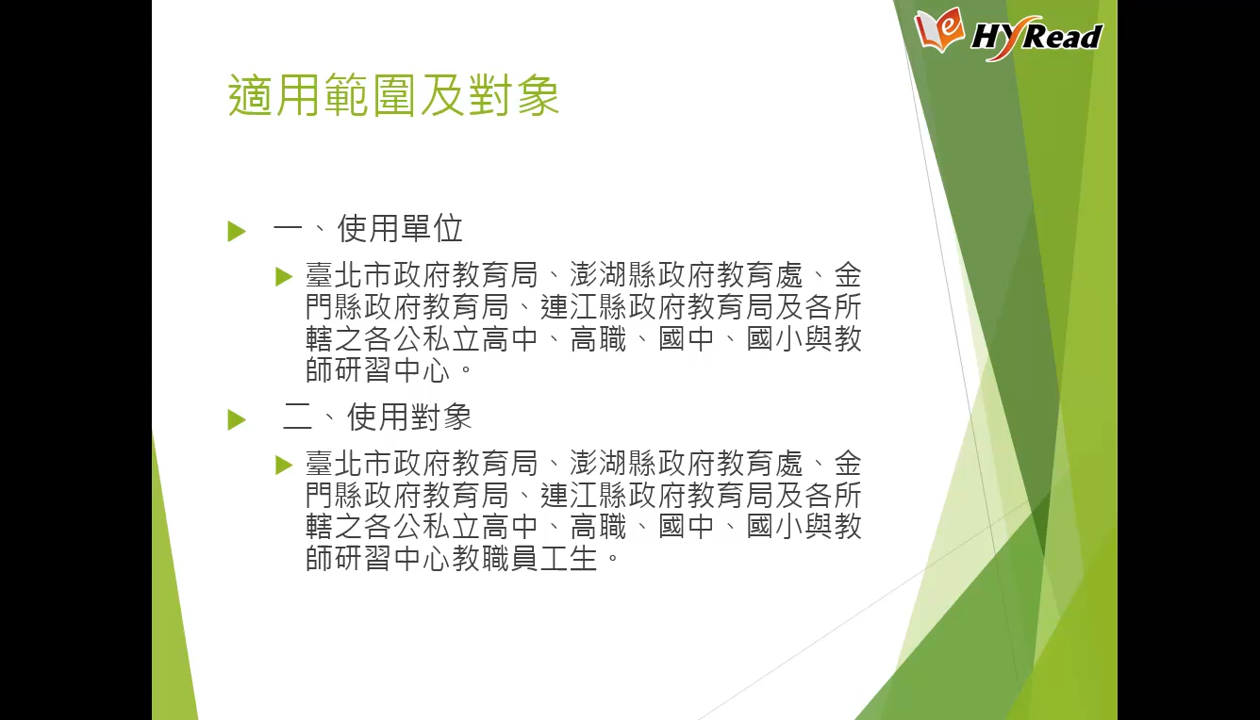 HyRead
適用範圍及對象
一、使用單位
臺北市政府教育局、澎湖縣政府教育處、金
門縣政府教育局、連江縣政府教育局及各所
轄之各公私立高中、高職、國中、國小與教
師研習中心。
二、使用對象
臺北市政府教育局、澎湖縣政府教育處、金
門縣政府教育局、連江縣政府教育局及各所
轄之各公私立高中、高職、國中、國小與教
師研習中心教職員工生。